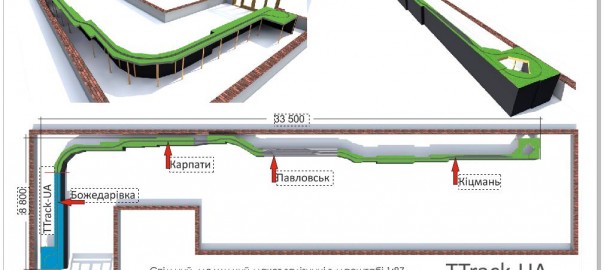 33 500
Карпати
Павловськ
Кіцмань
Божедарівка
TTrack-UA
8 800
TTrack-UA